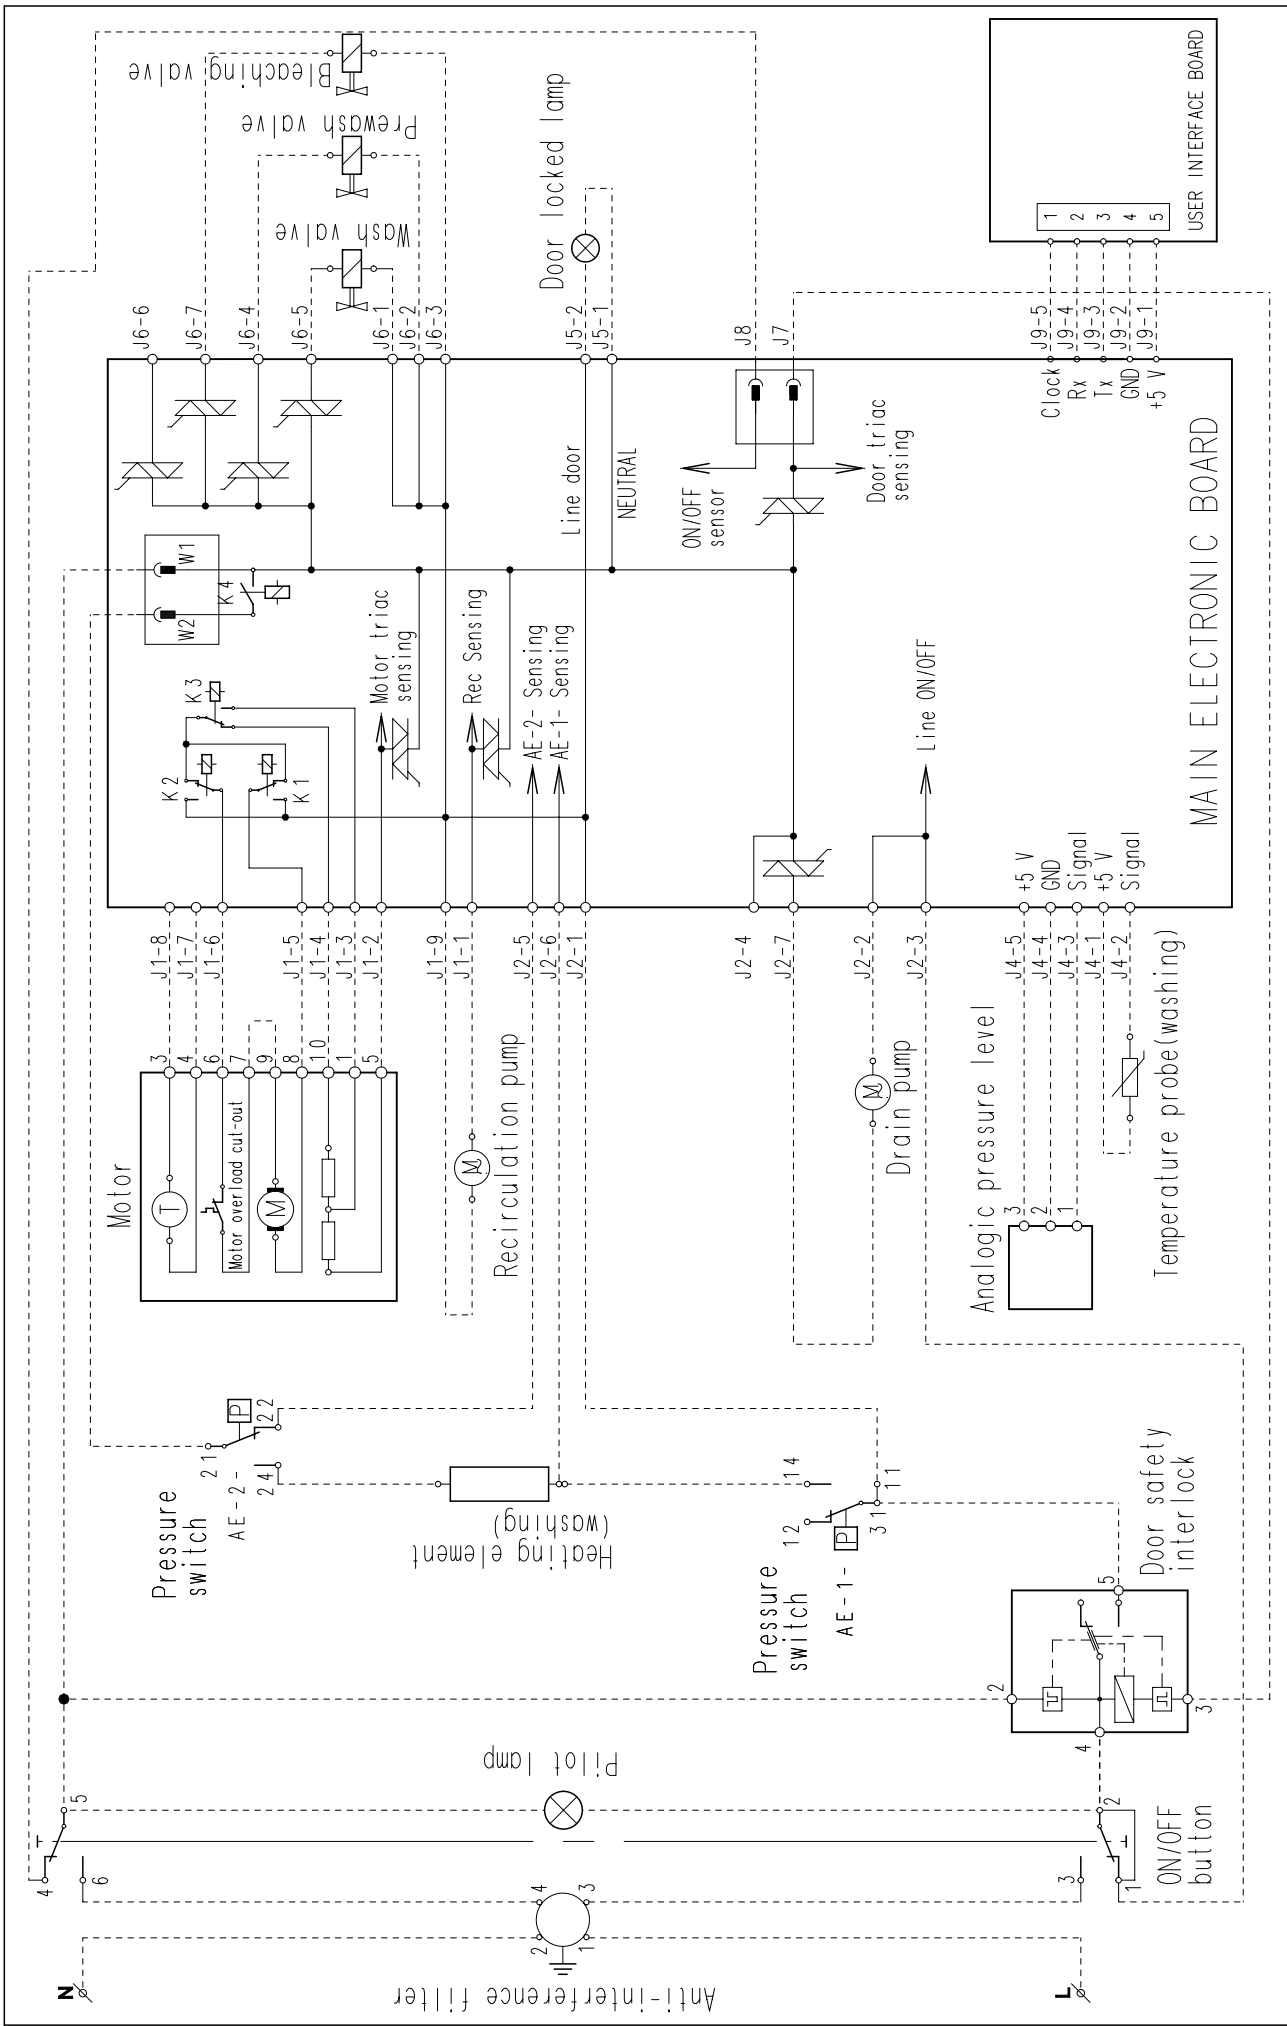 Bleaching valve
Prewash valve
Wash valve
Door locked lamp
USER INTERFACE BOARD
1
2
3
4
5
J6-6
J6-7
J6-4
J6-5
J6-1
J6-2
J6-3
J5-2
J5-1
J8
J7
J9-5
J9-4
J9-3
J9-2
J9-1
Clock
Rx
Tx
GND
+5 V
W1
W2
K4
K3
K2
K1
Motor triac
sensing
Rec Sensing
AE-2- Sensing
AE-1- Sensing
Line door
NEUTRAL
ON/OFF
sensor
Door triac
sensing
Line ON/OFF
MAIN ELECTRONIC BOARD
+5 V
GND
Signal
+5 V
Signal
J1-8
J1-7
J1-6
J1-5
J1-4
J1-3
J1-2
J1-9
J1-1
J2-5
J2-6
J2-1
J2-4
J2-7
J2-2
J2-3
J4-5
J4-4
J4-3
J4-1
J4-2
Motor
3
4
6
7
9
8
10
1
5
T
Motor overload cut-out
M
M
Recirculation pump
M
Drain pump
Analogic pressure level
3
2
1
Temperature probe(washing)
Pressure
switch
AE-2-
21
22
24
P
Heating element
(washing)
Pressure
switch
AE-1-
12
14
31
11
P
Door safety
interlock
2
5
4
3
Pilot lamp
5
4
6
2
3
1
ON/OFF
button
4
3
2
1
Anti-interference filter
N
L